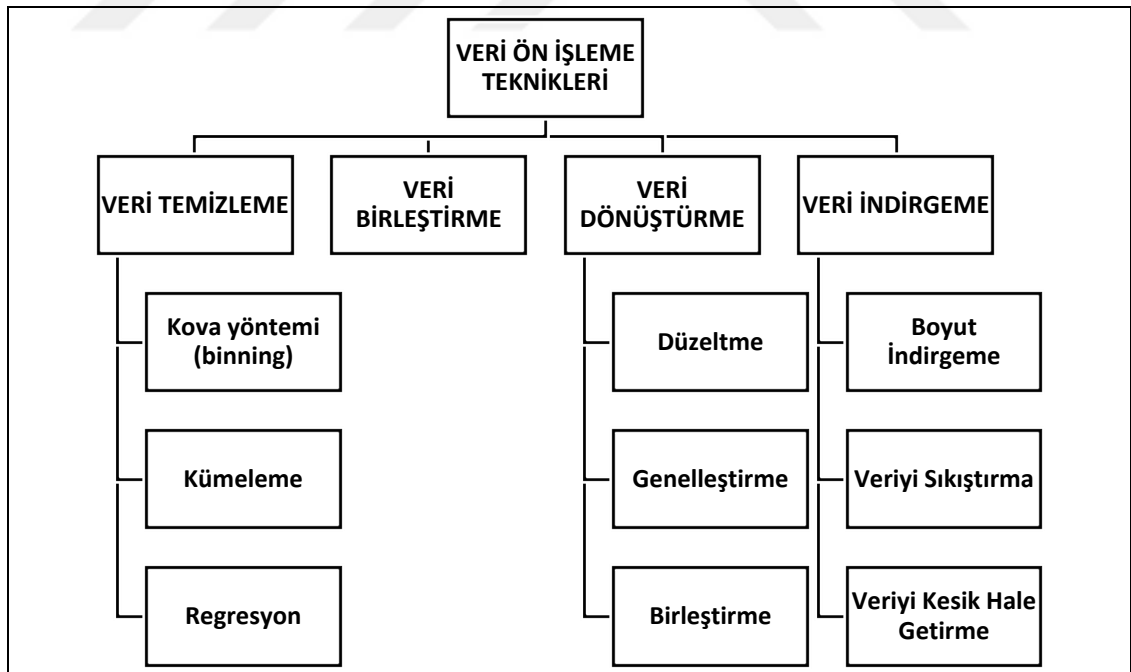 VERİ ÖN İŞLEME
TEKNİKLERİ
VERİ TEMİZLEME
VERİ
BİRLEŞTİRME
VERİ
DÖNÜŞTÜRME
VERİ İNDİRGEME
Kova yöntemi
(binning)
Kümeleme
Regresyon
Düzeltme
Genelleştirme
Birleştirme
Boyut
İndirgeme
Veriyi Sıkıştırma
Veriyi Kesik Hale
Getirme